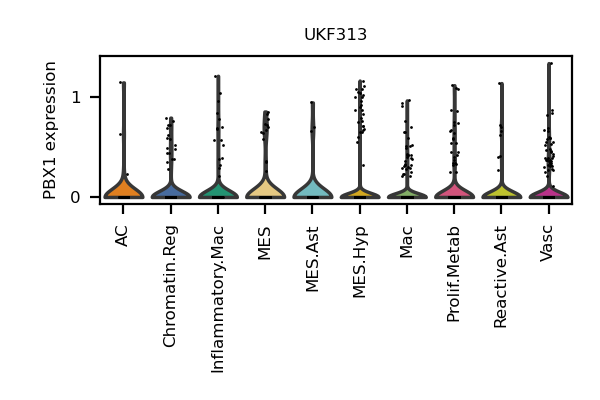 UKF313
PBX1 expression
1
0
AC
Chromatin.Reg
Inflammatory.Mac
MES
MES.Ast
MES.Hyp
Mac
Prolif.Metab
Reactive.Ast
Vasc